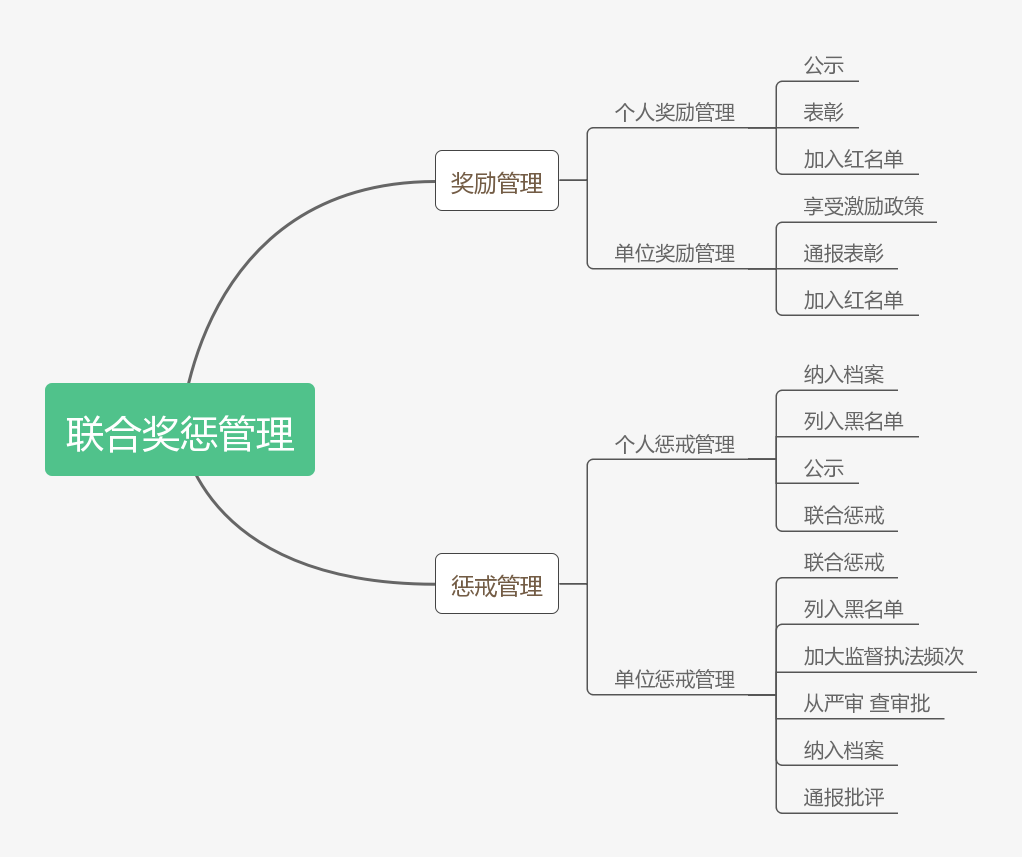 联合奖惩管理
奖励管理
个人奖励管理
公示
表彰
加入红名单
单位奖励管理
享受激励政策
通报表彰
加入红名单
惩戒管理
个人惩戒管理
纳入档案
列入黑名单
公示
联合惩戒
单位惩戒管理
联合惩戒
列入黑名单
加大监督执法频次
从严审 查审批
纳入档案
通报批评